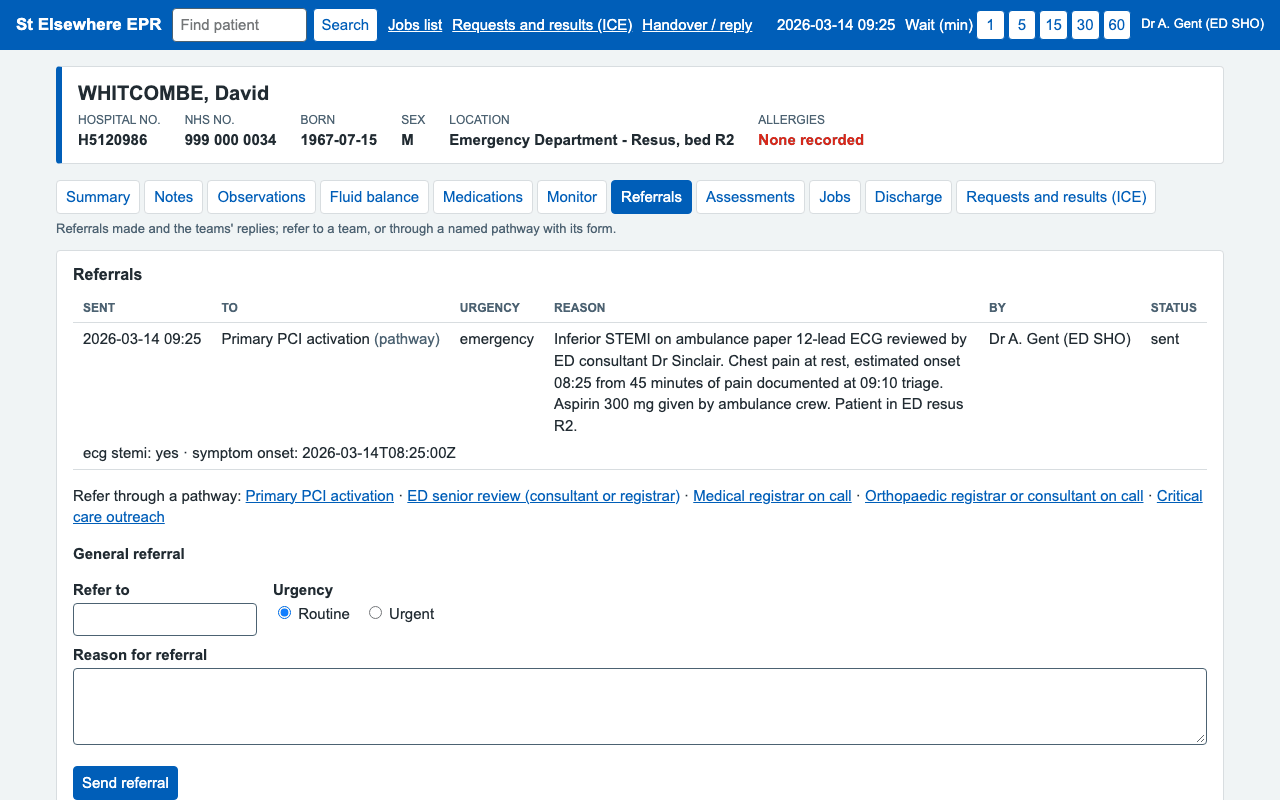 St Elsewhere EPR Find patient Search Jobs list Requests and results (ICE) Handover / reply 2026-03-14 09:25 Wait (min) 1 5 15 30 60 Dr A. Gent (ED SHO)
WHITCOMBE, David
HOSPITAL NO. NHS NO. BORN SEX LOCATION ALLERGIES
H5120986 999 000 0034 1967-07-15 M Emergency Department - Resus, bed R2 None recorded
Summary Notes Observations Fluid balance Medications Monitor Referrals Assessments Jobs Discharge Requests and results (ICE)
Referrals made and the teams' replies; refer to a team, or through a named pathway with its form.
Referrals
SENT TO URGENCY REASON BY STATUS
2026-03-14 09:25 Primary PCI activation (pathway) emergency Inferior STEMI on ambulance paper 12-lead ECG reviewed by Dr A. Gent (ED SHO) sent
ED consultant Dr Sinclair. Chest pain at rest, estimated onset
08:25 from 45 minutes of pain documented at 09:10 triage.
Aspirin 300 mg given by ambulance crew. Patient in ED resus
R2.
ecg stemi: yes · symptom onset: 2026-03-14T08:25:00Z
Refer through a pathway: Primary PCI activation · ED senior review (consultant or registrar) · Medical registrar on call · Orthopaedic registrar or consultant on call · Critical
care outreach
General referral
Refer to Urgency
Routine Urgent
Reason for referral
Send referral